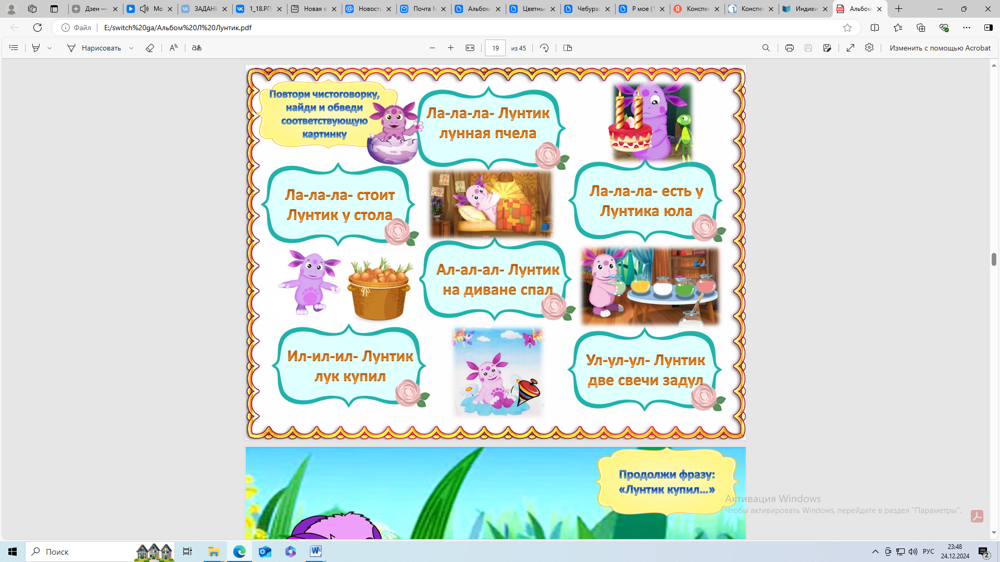 Дзен —
Мо
ЗАДАНИ
1_18.РП,
Новая в
Новость
Почта М
Альбом
Цветны
Чебура
Р мое (1
Конспе
Конспе
Индиви
Альбом
Файл
E:/switch%20ga/Альбом%20Л%20Лунтик.pdf
Нарисовать
19 из 45
Изменить с помощью Acrobat
Повтори чистоговорку,
найди и обведи
соответствующую
картинку
Ла-ла-ла- Лунтик
лунная пчела
Ла-ла-ла- стоит
Лунтик у стола
Ла-ла-ла- есть у
Лунтика юла
Ал-ал-ал- Лунтик
на диване спал
Ил-ил-ил- Лунтик
лук купил
Ул-ул-ул- Лунтик
две свечи задул
Продолжи фразу:
«Лунтик купил...»
Активация Windows
Чтобы активировать Windows, перейдите в раздел "Параметры".
Поиск
РУС
23:48
24.12.2024
2